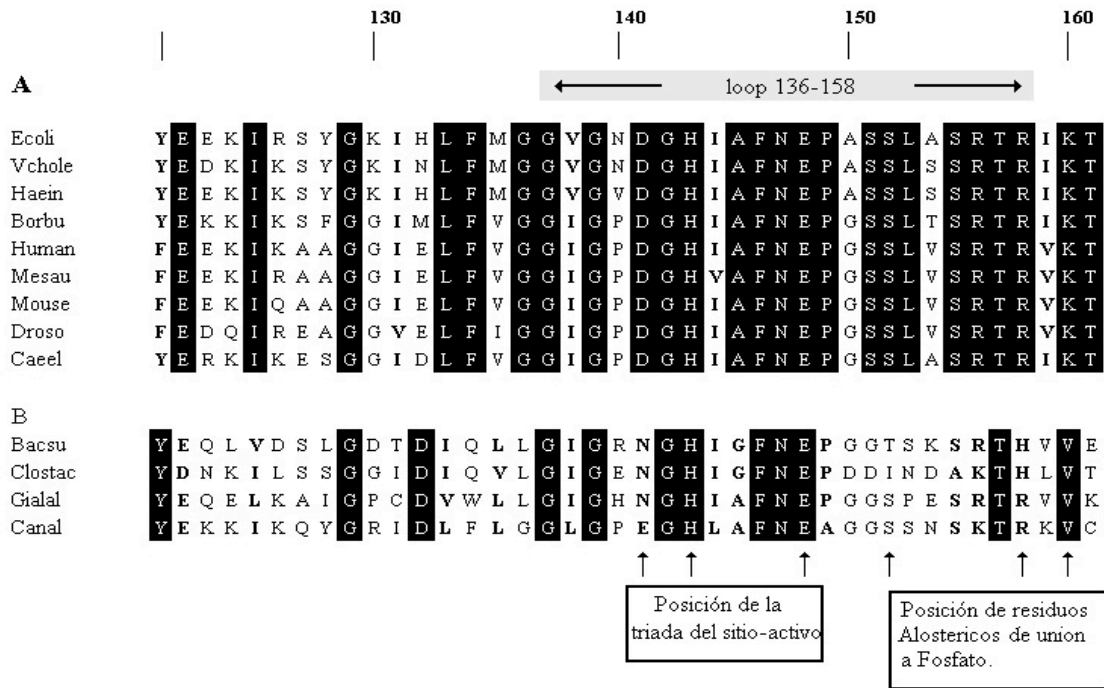 130 140 150 160
A loop 136-158
Ecoli Y E E K I R S Y G K I H L F M G G V G N D G H I A F N E P A S S L A S R T R I K T
Vchole Y E D K I K S Y G K I N L F M G G V G N D G H I A F N E P A S S L S S R T R I K T
Haein Y E E K I K S Y G K I H L F M G G V G V D G H I A F N E P A S S L S S R T R I K T
Borbu Y E K K I K S F G G I M L F V G G I G P D G H I A F N E P G S S L T S R T R I K T
Human F E E K I K A A G G I E L F V G G I G P D G H I A F N E P G S S L V S R T R V K T
Mesau F E E K I R A A G G I E L F V G G I G P D G H V A F N E P G S S L V S R T R V K T
Mouse F E E K I Q A A G G I E L F V G G I G P D G H I A F N E P G S S L V S R T R V K T
Droso F E D Q I R E A G G V E L F I G G I G P D G H I A F N E P G S S L V S R T R V K T
Caeel Y E R K I K E S G G I D L F V G G I G P D G H I A F N E P G S S L A S R T R I K T
B
Bacsu Y E Q L V D S L G D T D I Q L L G I G R N G H I G F N E P G G T S K S R T H V V E
Clostac Y D N K I L S S G G I D I Q V L G I G E N G H I G F N E P D D I N D A K T H L V T
Gialal Y E Q E L K A I G P C D V W L L G I G H N G H I A F N E P G G S P E S R T R V V K
Canal Y E K K I K Q Y G R I D L F L G G L G P E G H L A F N E A G G S S N S K T R K V C
Posición de la
triada del sitio-activo
Posición de residuos
Alostericos de union
a Fosfato.